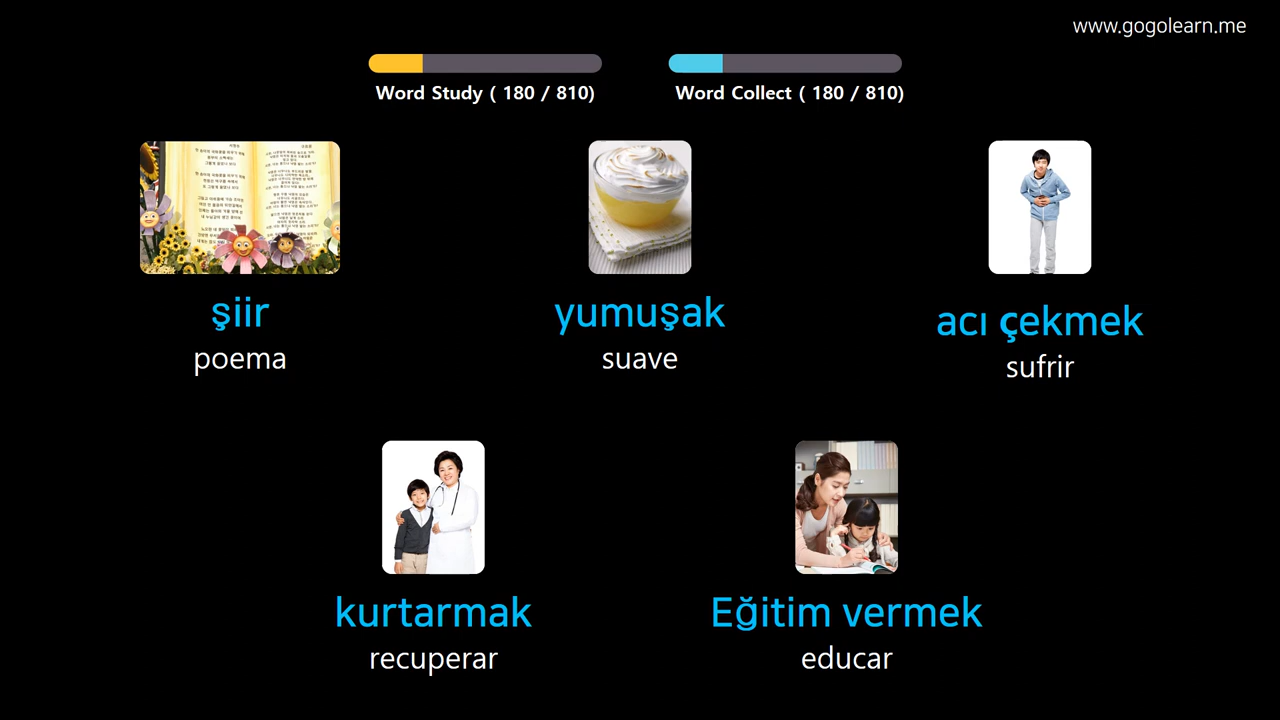 www.gogolearn.me
Word Study ( 180 / 810)
Word Collect ( 180 / 810)
şiir
poema
yumuşak
suave
acı çekmek
sufrir
kurtarmak
recuperar
Eğitim vermek
educar